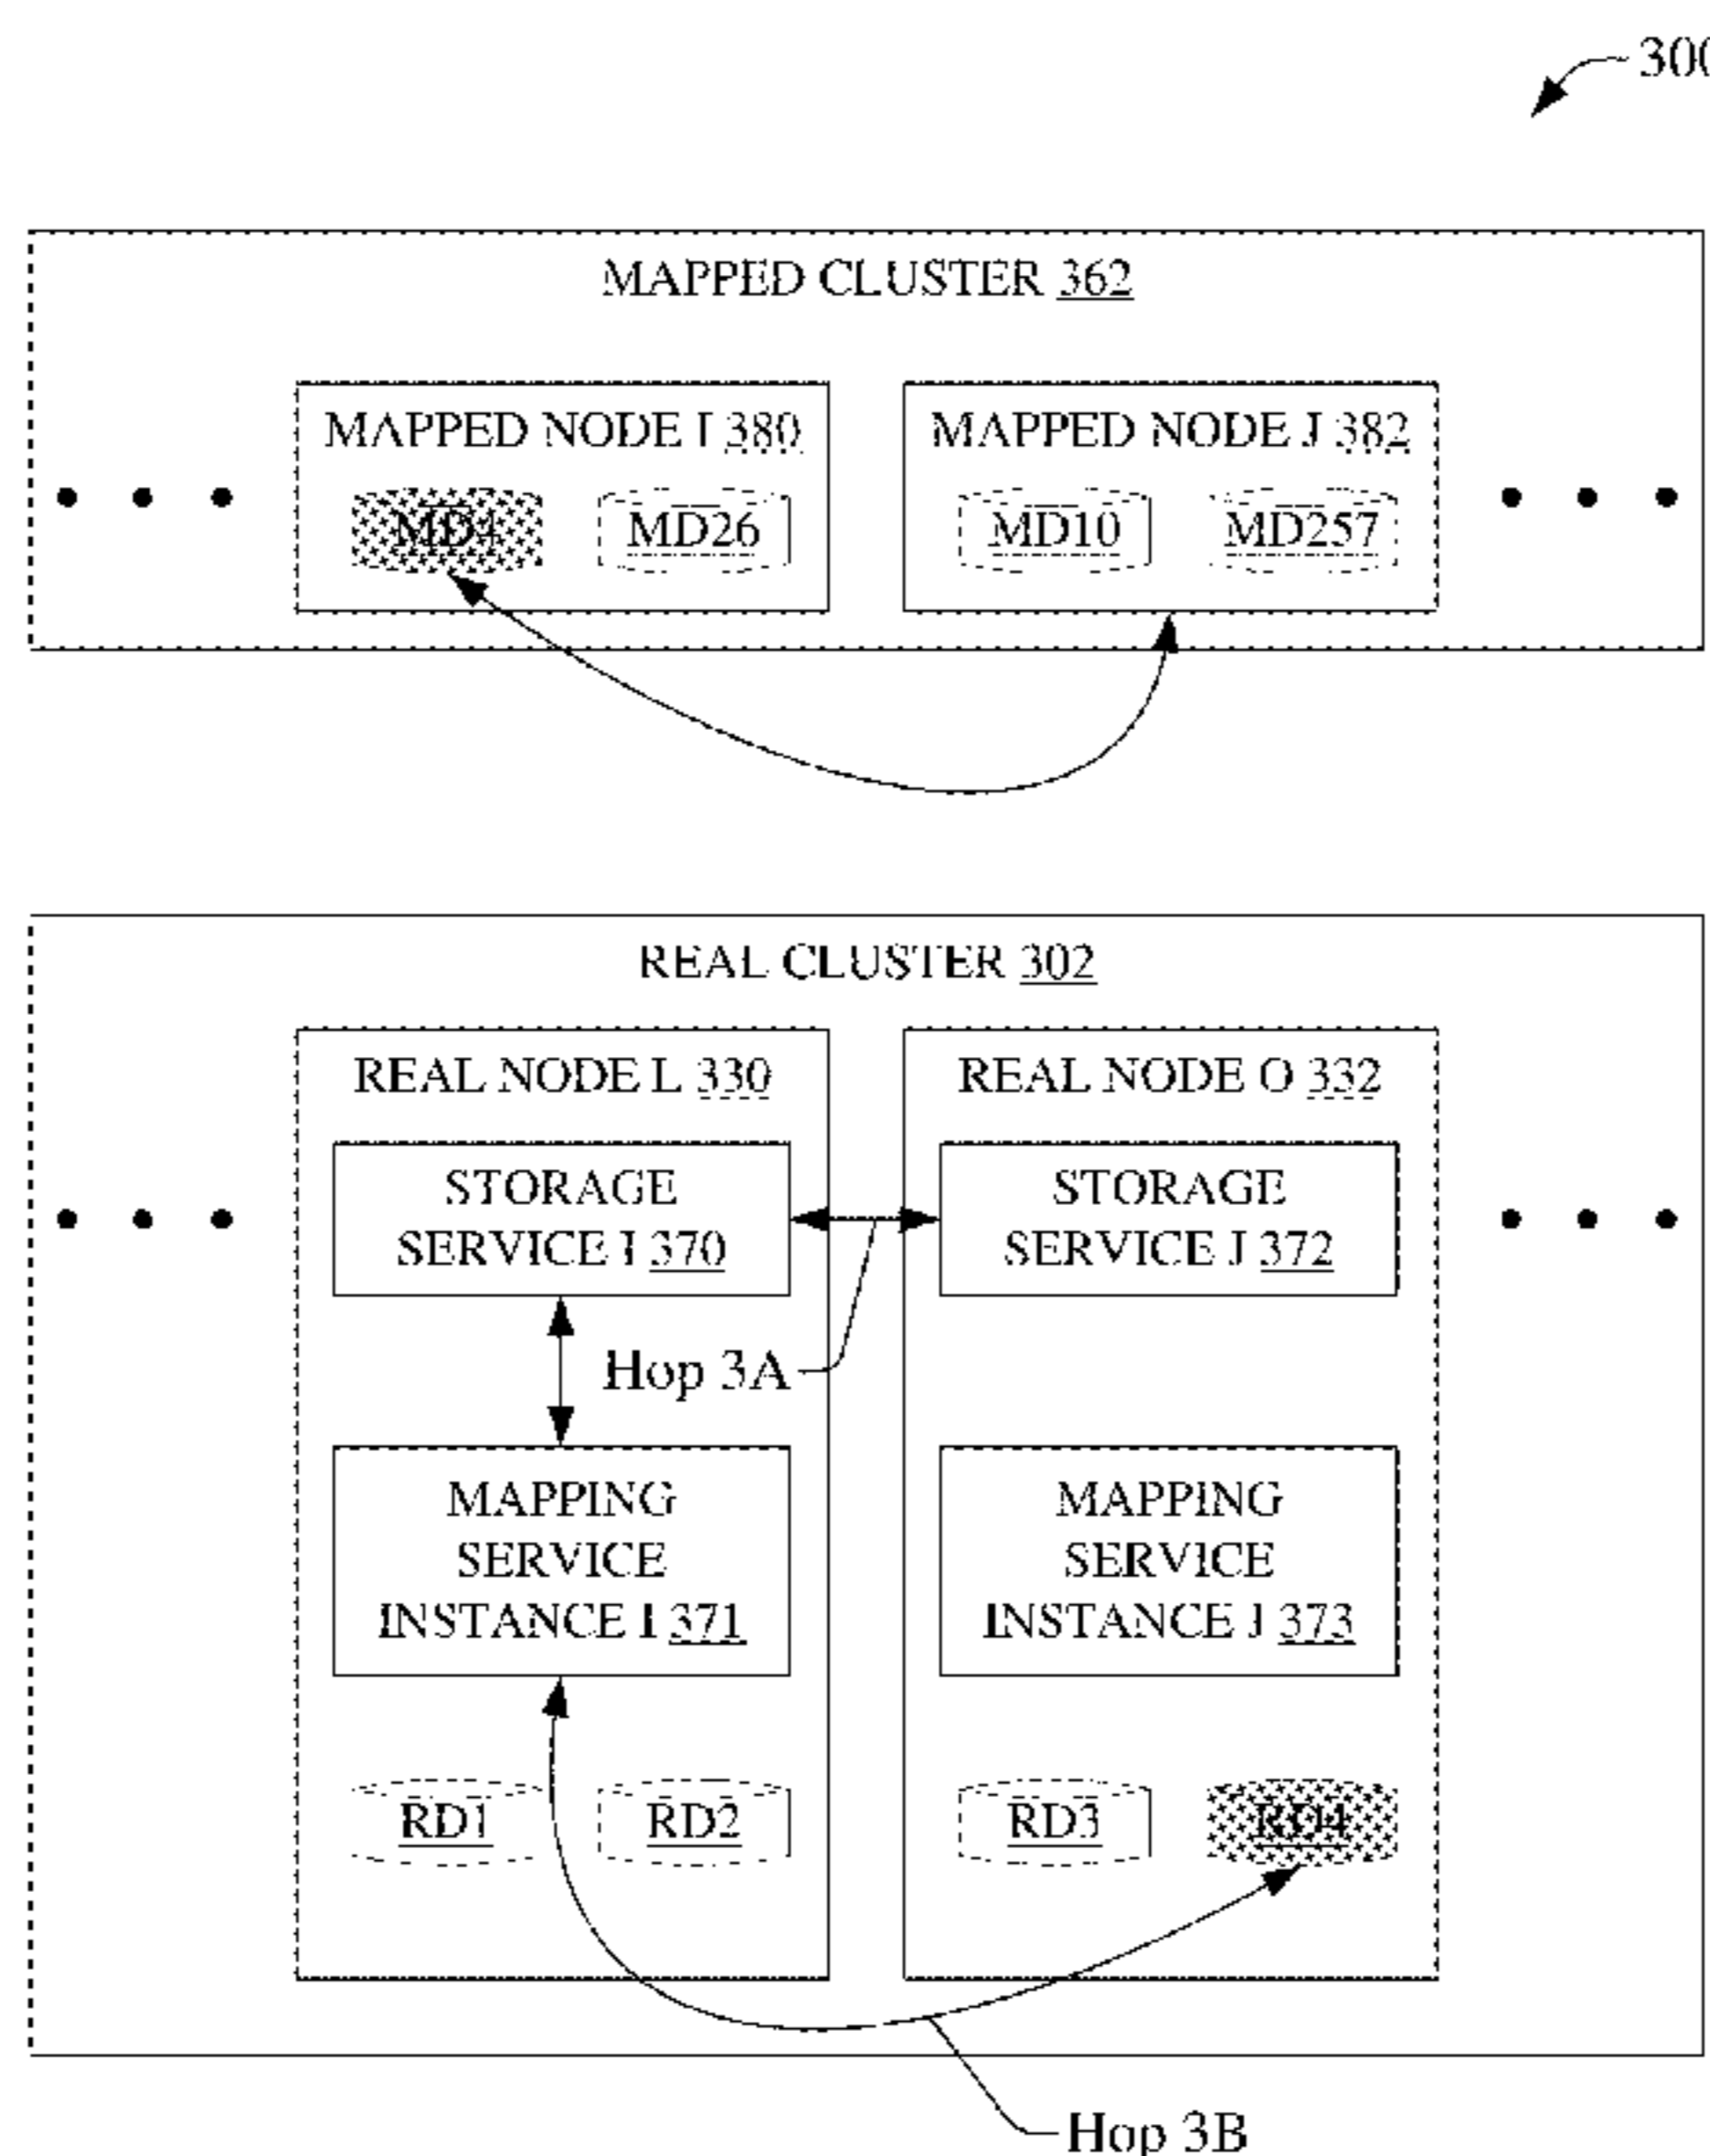 300
MAPPED CLUSTER 362
MAPPED NODE I 380
MAPPED NODE J 382
MD4
MD26
MD10
MD257
REAL CLUSTER 302
REAL NODE L 330
REAL NODE O 332
STORAGE
SERVICE I 370
STORAGE
SERVICE J 372
Hop 3A
MAPPING
SERVICE
INSTANCE I 371
MAPPING
SERVICE
INSTANCE J 373
RD1
RD2
RD3
RD4
Hop 3B